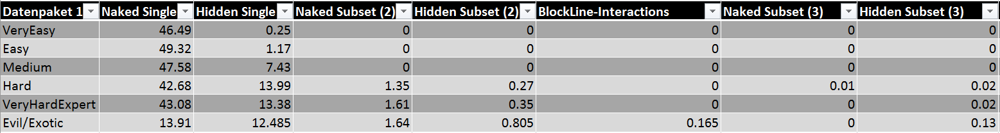 Datenpaket 1 Naked Single Hidden Single Naked Subset (2) Hidden Subset (2) BlockLine-Interactions Naked Subset (3) Hidden Subset (3)
VeryEasy 46.49 0.25 0 0 0 0 0
Easy 49.32 1.17 0 0 0 0 0
Medium 47.58 7.43 0 0 0 0 0
Hard 42.68 13.99 1.35 0.27 0 0.01 0.02
VeryHardExpert 43.08 13.38 1.61 0.35 0 0 0.02
Evil/Exotic 13.91 12.485 1.64 0.805 0.165 0 0.13